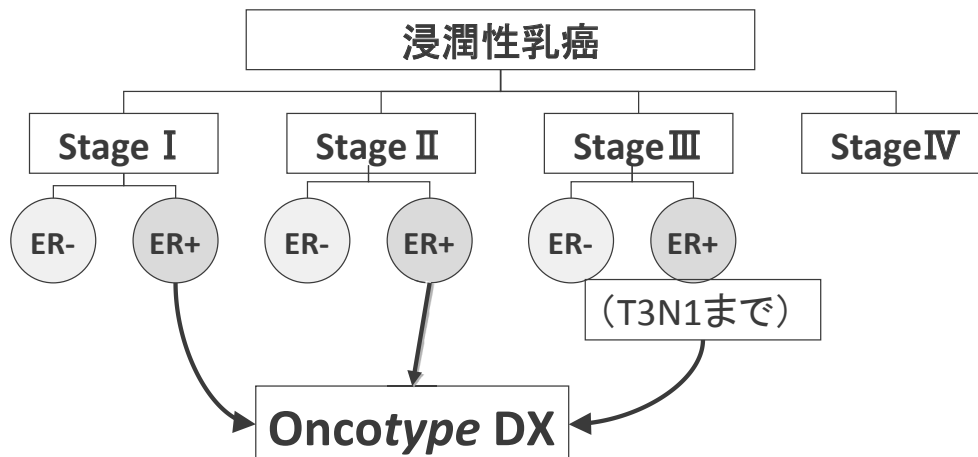 浸潤性乳癌
Stage Ⅰ
Stage Ⅱ
StageⅢ
StageⅣ
ER-
ER+
ER-
ER+
ER-
ER+
（T3N1まで）
Oncotype DX